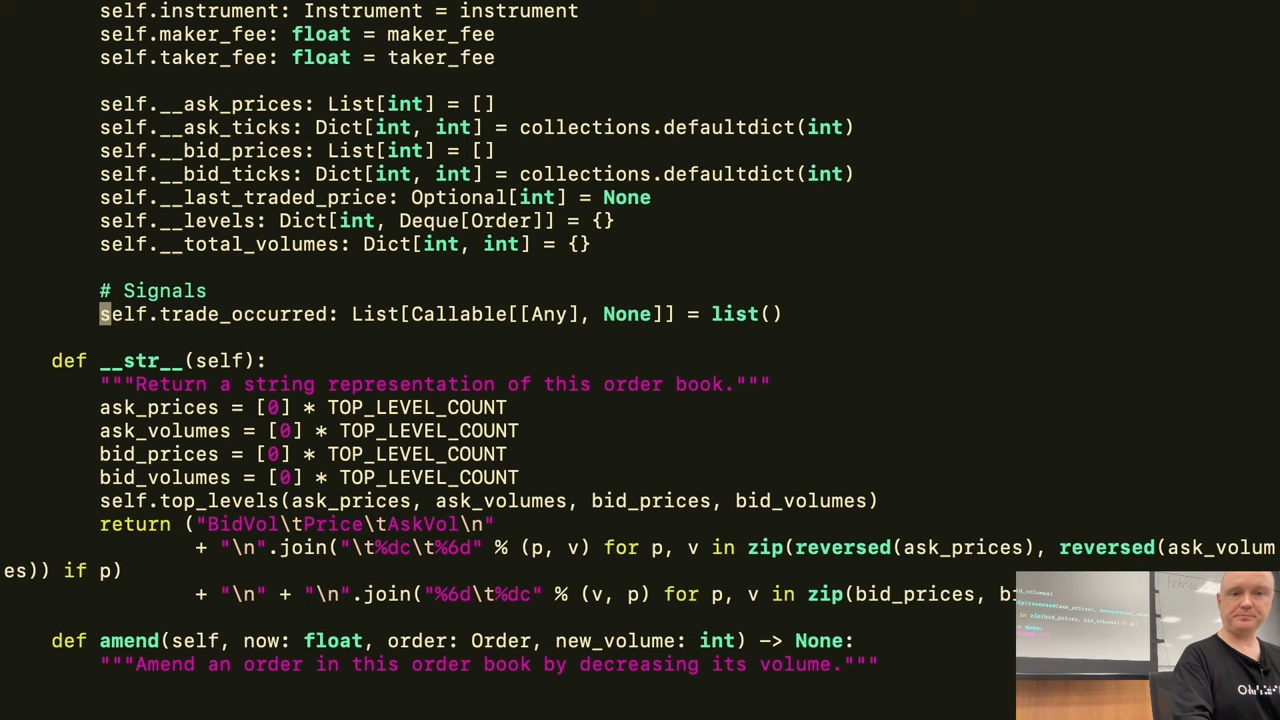 self.instrument: Instrument = instrument
self.maker_fee: float = maker_fee
self.taker_fee: float = taker_fee
self.__ask_prices: List[int] = []
self.__ask_ticks: Dict[int, int] = collections.defaultdict(int)
self.__bid_prices: List[int] = []
self.__bid_ticks: Dict[int, int] = collections.defaultdict(int)
self.__last_traded_price: Optional[int] = None
self.__levels: Dict[int, Deque[Order]] = {}
self.__total_volumes: Dict[int, int] = {}
# Signals
self.trade_occurred: List[Callable[[Any], None]] = list()
def __str__(self):
"""Return a string representation of this order book."""
ask_prices = [0] * TOP_LEVEL_COUNT
ask_volumes = [0] * TOP_LEVEL_COUNT
bid_prices = [0] * TOP_LEVEL_COUNT
bid_volumes = [0] * TOP_LEVEL_COUNT
self.top_levels(ask_prices, ask_volumes, bid_prices, bid_volumes)
return ("BidVol\tPrice\tAskVol\n"
+ "\n".join("\t%dc\t%6d" % (p, v) for p, v in zip(reversed(ask_prices), reversed(ask_volum
es)) if p)
+ "\n" + "\n".join("%6d\t%dc" % (v, p) for p, v in zip(bid_prices,
def amend(self, now: float, order: Order, new_volume: int) -> None:
"""Amend an order in this order book by decreasing its volume."""